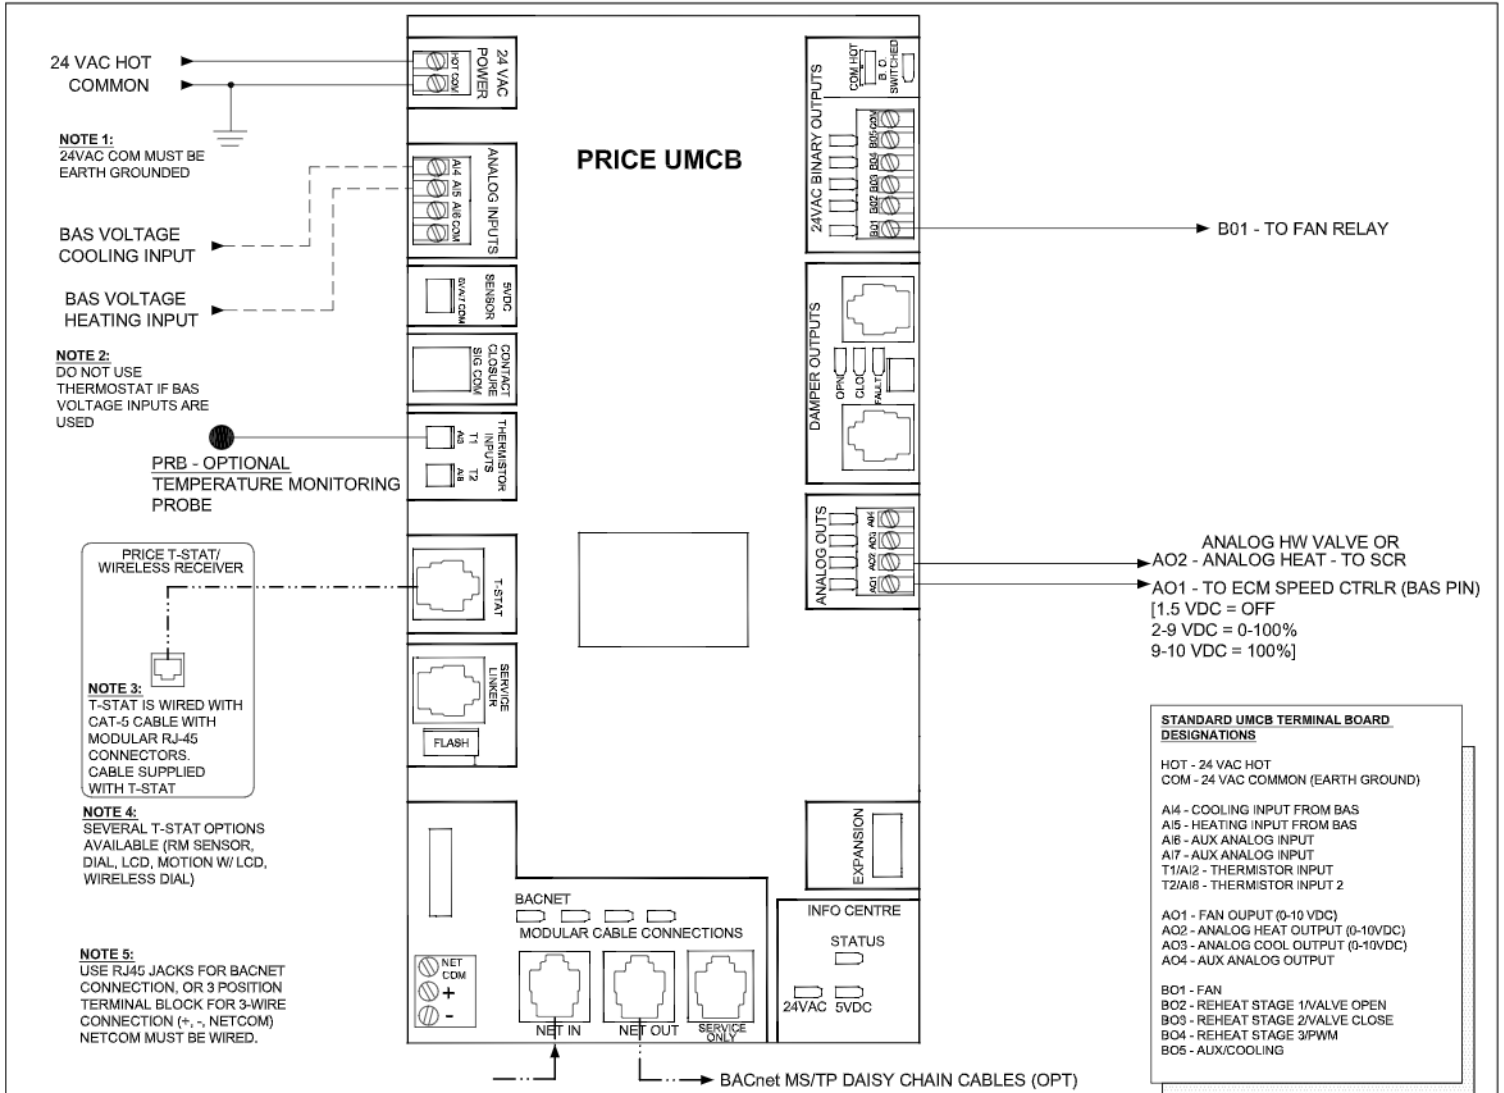 24 VAC HOT
COMMON
NOTE 1:
24VAC COM MUST BE
EARTH GROUNDED
BAS VOLTAGE
COOLING INPUT
BAS VOLTAGE
HEATING INPUT
NOTE 2:
DO NOT USE
THERMOSTAT IF BAS
VOLTAGE INPUTS ARE
USED
PRB - OPTIONAL
TEMPERATURE MONITORING
PROBE
PRICE T-STAT/
WIRELESS RECEIVER
NOTE 3:
T-STAT IS WIRED WITH
CAT-5 CABLE WITH
MODULAR RJ-45
CONNECTORS.
CABLE SUPPLIED
WITH T-STAT
NOTE 4:
SEVERAL T-STAT OPTIONS
AVAILABLE (RM SENSOR,
DIAL, LCD, MOTION W/ LCD,
WIRELESS DIAL)
NOTE 5:
USE RJ45 JACKS FOR BACNET
CONNECTION, OR 3 POSITION
TERMINAL BLOCK FOR 3-WIRE
CONNECTION (+, -, NETCOM)
NETCOM MUST BE WIRED.
PRICE UMCB
24 VAC
POWER
HOT COM
ANALOG INPUTS
AI4 AI5 AI6 COM
5VDC
SENSOR
CONTACT
CLOSURE
SIG COM
THERMISTOR
INPUTS
T1
T2
AI8
T-STAT
SERVICE
LINKER
FLASH
BACNET
MODULAR CABLE CONNECTIONS
NET
COM
+
-
NET IN
NET OUT
SERVICE
ONLY
24VAC BINARY OUTPUTS
COM HOT
B. O.
SWITCHED
B01 B02 B03 B04 B05 COM
DAMPER OUTPUTS
OPN
CLO
FAULT
ANALOG OUTS
AO1 AO2 AO3 AO4
EXPANSION
INFO CENTRE
STATUS
24VAC
5VDC
B01 - TO FAN RELAY
ANALOG HW VALVE OR
AO2 - ANALOG HEAT - TO SCR
AO1 - TO ECM SPEED CTRLR (BAS PIN)
[1.5 VDC = OFF
2-9 VDC = 0-100%
9-10 VDC = 100%]
STANDARD UMCB TERMINAL BOARD
DESIGNATIONS
HOT - 24 VAC HOT
COM - 24 VAC COMMON (EARTH GROUND)
AI4 - COOLING INPUT FROM BAS
AI5 - HEATING INPUT FROM BAS
AI6 - AUX ANALOG INPUT
AI7 - AUX ANALOG INPUT
T1/AI2 - THERMISTOR INPUT
T2/AI8 - THERMISTOR INPUT 2
AO1 - FAN OUPUT (0-10 VDC)
AO2 - ANALOG HEAT OUTPUT (0-10VDC)
AO3 - ANALOG COOL OUTPUT (0-10VDC)
AO4 - AUX ANALOG OUTPUT
BO1 - FAN
BO2 - REHEAT STAGE 1/VALVE OPEN
BO3 - REHEAT STAGE 2/VALVE CLOSE
BO4 - REHEAT STAGE 3/PWM
BO5 - AUX/COOLING
BACnet MS/TP DAISY CHAIN CABLES (OPT)